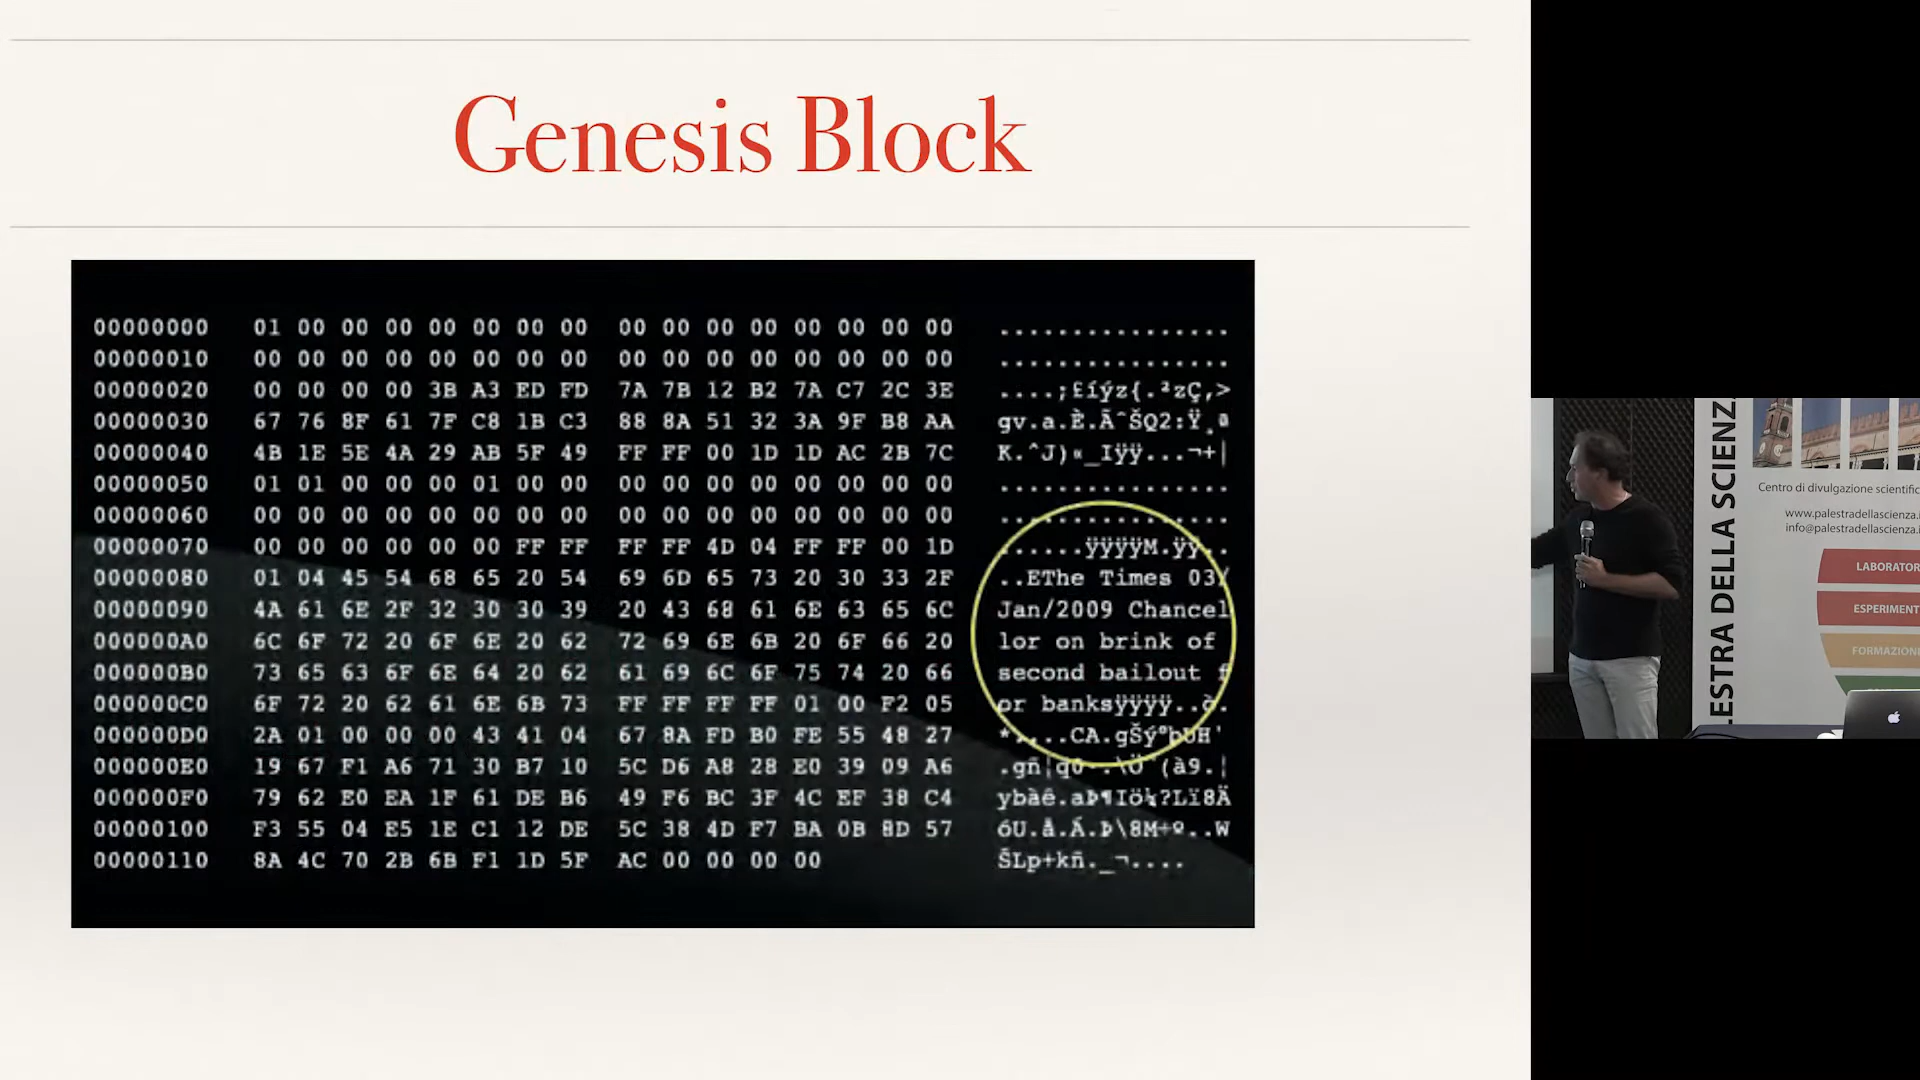 Genesis Block
00000000 01 00 00 00 00 00 00 00 00 00 00 00 00 00 00 00 ................
00000010 00 00 00 00 00 00 00 00 00 00 00 00 00 00 00 00 ................
00000020 00 00 00 00 3B A3 ED FD 7A 7B 12 B2 7A C7 2C 3E ....;£íýz{.²zÇ,>
00000030 67 76 8F 61 7F C8 1B C3 88 8A 51 32 3A 9F B8 AA gv.a.È.ÃˆŠQ2:Ÿ¸ª
00000040 4B 1E 5E 4A 29 AB 5F 49 FF FF 00 1D 1D AC 2B 7C K.^J)«_Iÿÿ...¬+|
00000050 01 01 00 00 00 01 00 00 00 00 00 00 00 00 00 00 ................
00000060 00 00 00 00 00 00 00 00 00 00 00 00 00 00 00 00 ................
00000070 00 00 00 00 00 00 FF FF FF FF 4D 04 FF FF 00 1D ......ÿÿÿÿM.ÿÿ..
00000080 01 04 45 54 68 65 20 54 69 6D 65 73 20 30 33 2F ..EThe Times 03/
00000090 4A 61 6E 2F 32 30 30 39 20 43 68 61 6E 63 65 6C Jan/2009 Chancel
000000A0 6C 6F 72 20 6F 6E 20 62 72 69 6E 6B 20 6F 66 20 lor on brink of
000000B0 73 65 63 6F 6E 64 20 62 61 69 6C 6F 75 74 20 66 second bailout f
000000C0 6F 72 20 62 61 6E 6B 73 FF FF FF FF 01 00 F2 05 or banksÿÿÿÿ..ò.
000000D0 2A 01 00 00 00 43 41 04 67 8A FD B0 FE 55 48 27 *....CA.gŠý°þUH'
000000E0 19 67 F1 A6 71 30 B7 10 5C D6 A8 28 E0 39 09 A6 .gñ¦q0·.\Ö¨(à9.¦
000000F0 79 62 E0 EA 1F 61 DE B6 49 F6 BC 3F 4C EF 38 C4 ybàê.aÞ¶Iö¼?Lï8Ä
00000100 F3 55 04 E5 1E C1 12 DE 5C 38 4D F7 BA 0B 8D 57 óU.å.Á.Þ\8M÷º..W
00000110 8A 4C 70 2B 6B F1 1D 5F AC 00 00 00 00 ŠLp+kñ._¬....
ESTRA DELLA SCIENZ
Centro di divulgazione scientific
www.palestradellascienza.i
info@palestradellascienza.
LABORATOR
ESPERIMENT
FORMAZION